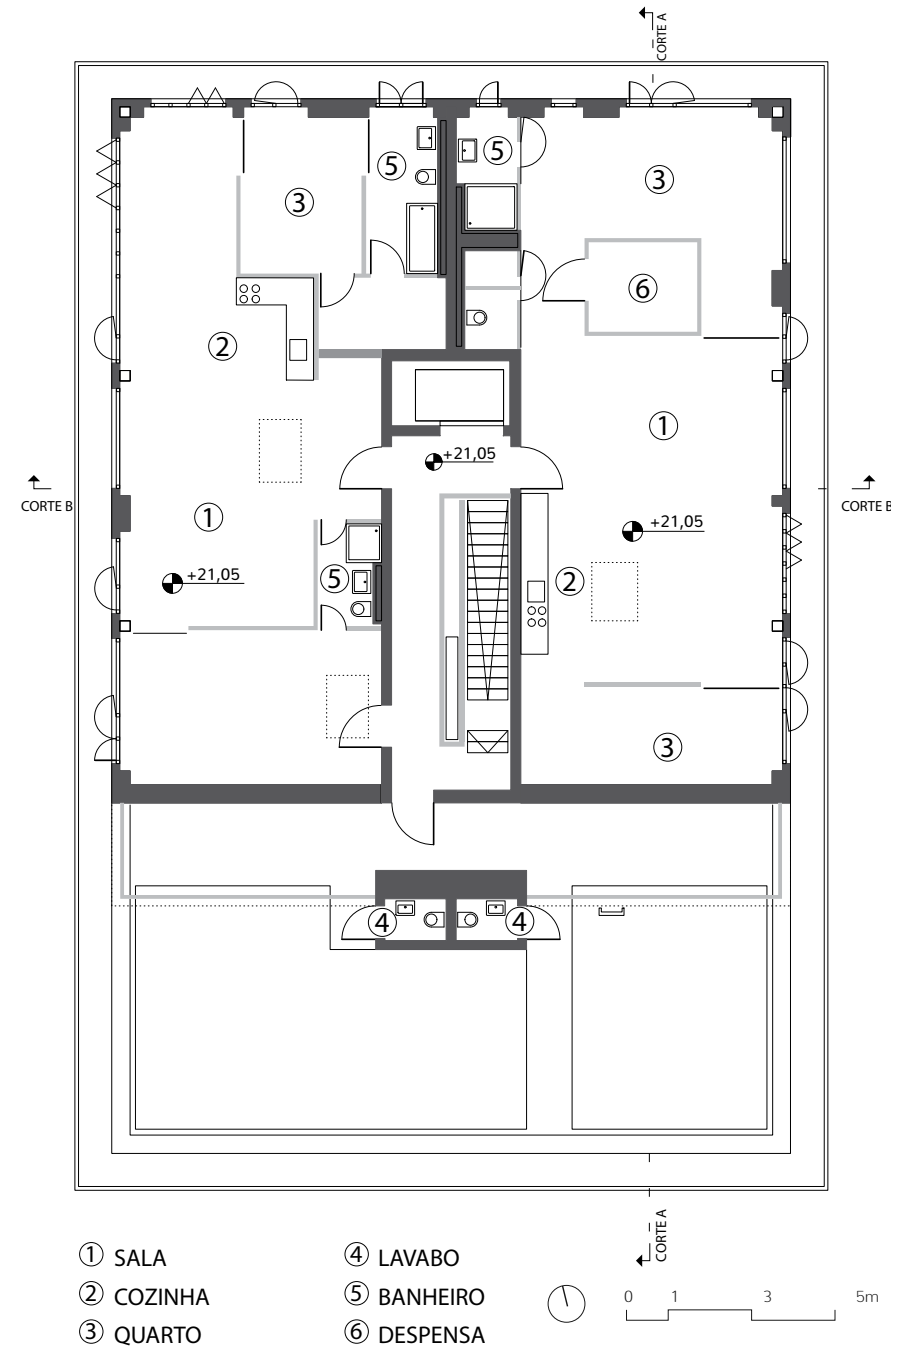 CORTE A
5 5
3 3
6
2
1
+21,05
CORTE B CORTE B
1
+21,05
5 2
+21,05
3
4 4
CORTE A
1 SALA
2 COZINHA
3 QUARTO
4 LAVABO
5 BANHEIRO
6 DESPENSA
0 1 3 5m